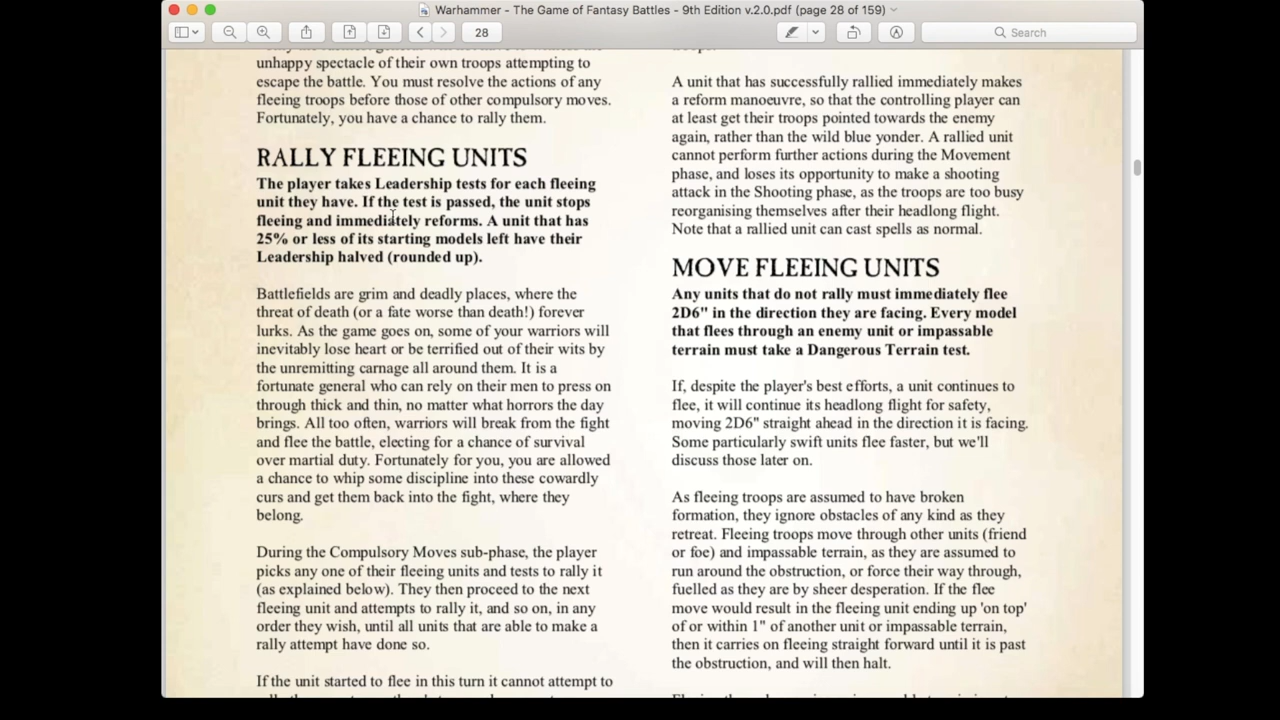 Warhammer - The Game of Fantasy Battles - 9th Edition v.2.0.pdf (page 28 of 159)
28
Search
unhappy spectacle of their own troops attempting to
escape the battle. You must resolve the actions of any
fleeing troops before those of other compulsory moves.
Fortunately, you have a chance to rally them.
RALLY FLEEING UNITS
The player takes Leadership tests for each fleeing
unit they have. If the test is passed, the unit stops
fleeing and immediately reforms. A unit that has
25% or less of its starting models left have their
Leadership halved (rounded up).
Battlefields are grim and deadly places, where the
threat of death (or a fate worse than death!) forever
lurks. As the game goes on, some of your warriors will
inevitably lose heart or be terrified out of their wits by
the unremitting carnage all around them. It is a
fortunate general who can rely on their men to press on
through thick and thin, no matter what horrors the day
brings. All too often, warriors will break from the fight
and flee the battle, electing for a chance of survival
over martial duty. Fortunately for you, you are allowed
a chance to whip some discipline into these cowardly
curs and get them back into the fight, where they
belong.
During the Compulsory Moves sub-phase, the player
picks any one of their fleeing units and tests to rally it
(as explained below). They then proceed to the next
fleeing unit and attempts to rally it, and so on, in any
order they wish, until all units that are able to make a
rally attempt have done so.
If the unit started to flee in this turn it cannot attempt to
A unit that has successfully rallied immediately makes
a reform manoeuvre, so that the controlling player can
at least get their troops pointed towards the enemy
again, rather than the wild blue yonder. A rallied unit
cannot perform further actions during the Movement
phase, and loses its opportunity to make a shooting
attack in the Shooting phase, as the troops are too busy
reorganising themselves after their headlong flight.
Note that a rallied unit can cast spells as normal.
MOVE FLEEING UNITS
Any units that do not rally must immediately flee
2D6" in the direction they are facing. Every model
that flees through an enemy unit or impassable
terrain must take a Dangerous Terrain test.
If, despite the player's best efforts, a unit continues to
flee, it will continue its headlong flight for safety,
moving 2D6" straight ahead in the direction it is facing.
Some particularly swift units flee faster, but we'll
discuss those later on.
As fleeing troops are assumed to have broken
formation, they ignore obstacles of any kind as they
retreat. Fleeing troops move through other units (friend
or foe) and impassable terrain, as they are assumed to
run around the obstruction, or force their way through,
fuelled as they are by sheer desperation. If the flee
move would result in the fleeing unit ending up 'on top'
of or within 1" of another unit or impassable terrain,
then it carries on fleeing straight forward until it is past
the obstruction, and will then halt.